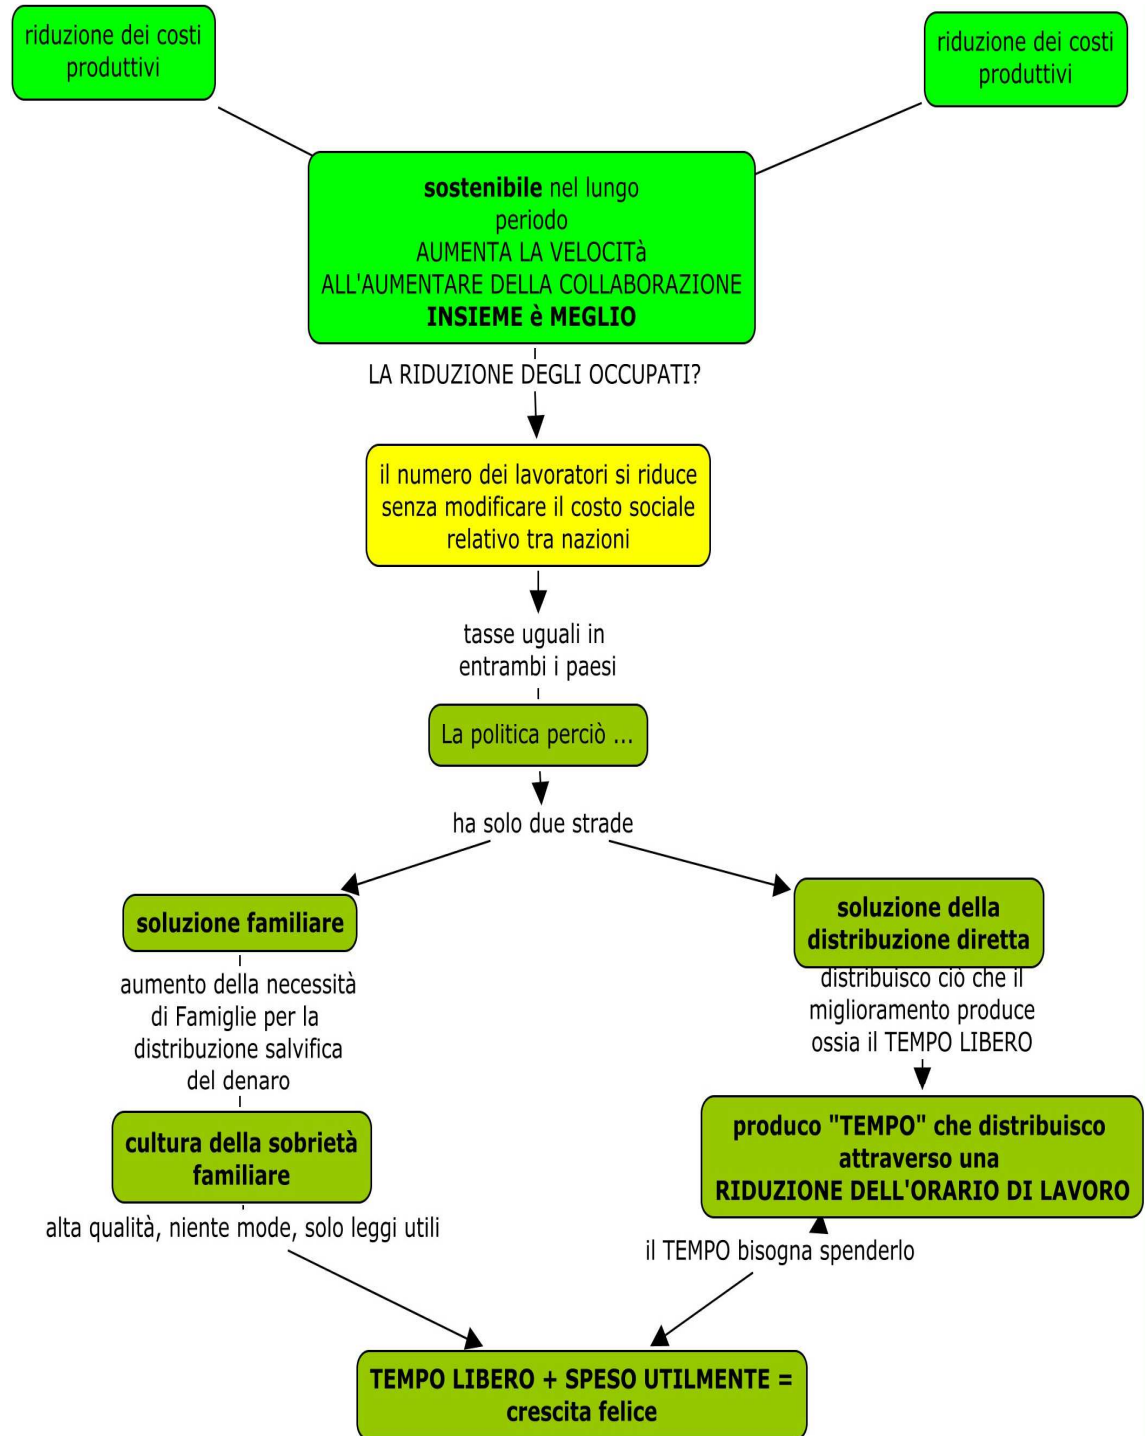 riduzione dei costi
produttivi
riduzione dei costi
produttivi
sostenibile nel lungo
periodo
AUMENTA LA VELOCITà
ALL'AUMENTARE DELLA COLLABORAZIONE
INSIEME è MEGLIO
LA RIDUZIONE DEGLI OCCUPATI?
il numero dei lavoratori si riduce
senza modificare il costo sociale
relativo tra nazioni
tasse uguali in
entrambi i paesi
La politica perciò ...
ha solo due strade
soluzione familiare
aumento della necessità
di Famiglie per la
distribuzione salvifica
del denaro
cultura della sobrietà
familiare
alta qualità, niente mode, solo leggi utili
soluzione della
distribuzione diretta
distribuisco ciò che il
miglioramento produce
ossia il TEMPO LIBERO
produco "TEMPO" che distribuisco
attraverso una
RIDUZIONE DELL'ORARIO DI LAVORO
il TEMPO bisogna spenderlo
TEMPO LIBERO + SPESO UTILMENTE =
crescita felice